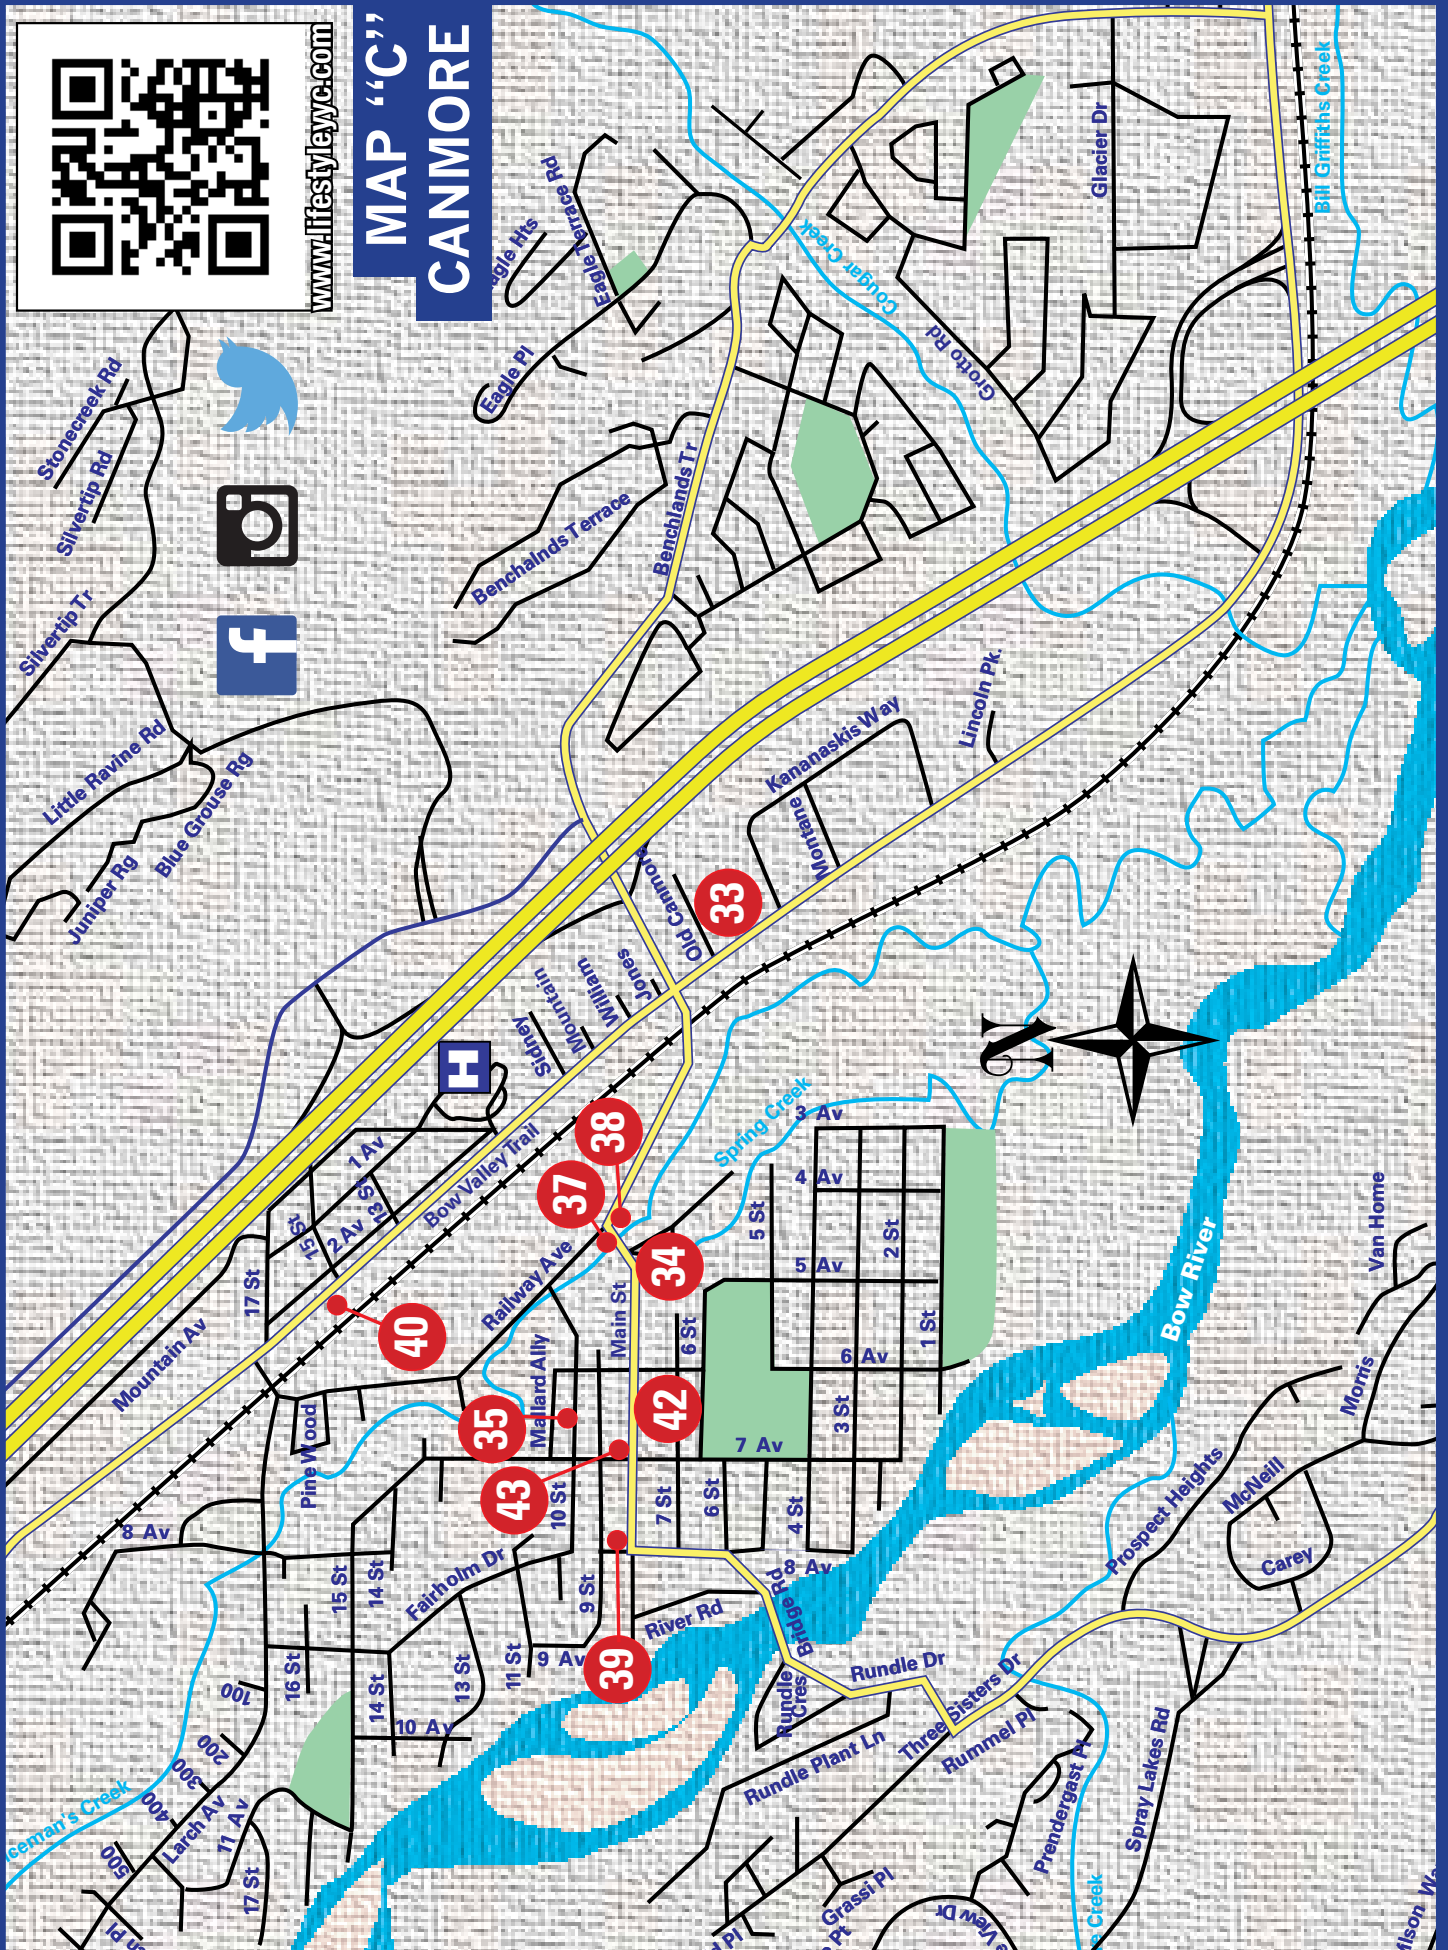 www.lifestyleyyc.com
MAP “C”
CANMORE
Eagle Terrace Rd
Eagle Pl
Stonecreek Rd
Silvertip Rd
Silvertip Tr
Little Ravine Rd
Blue Grouse Rg
Juniper Rg
Benchalnds Terrace
Benchlands Tr
Cougar Creek
Grotto Rd
Glacier Dr
Bill Griffiths Creek
Lincoln Pk.
Kananaskis Way
Montane
Old Canmore
33
Jones
William
Mountain
Sidney
H
N
Bow Valley Trail
1 Av
2 Av
13 St
15 St
17 St
Mountain Av
Railway Ave
Spring Creek
38
37
34
40
35
42
43
39
Main St
Mallard Ally
Pine Wood
3 Av
4 Av
5 Av
6 Av
7 Av
8 Av
5 St
2 St
1 St
3 St
6 St
7 St
6 St
4 St
10 St
9 St
8 Av
15 St
14 St
Fairholm Dr
River Rd
Bridge Rd
9 Av
11 St
13 St
14 St
16 St
10 Av
100
200
300
400
500
Larch Av
11 Av
17 St
Bow River
Van Horne
Morris
McNeill
Carey
Prospect Heights
Rundle Dr
Rundle
Cres
Rundle Plant Ln
Three Sisters Dr
Rummel Pl
Prendergast Pl
Spray Lakes Rd
Grassi Pl
View Dr
Creek